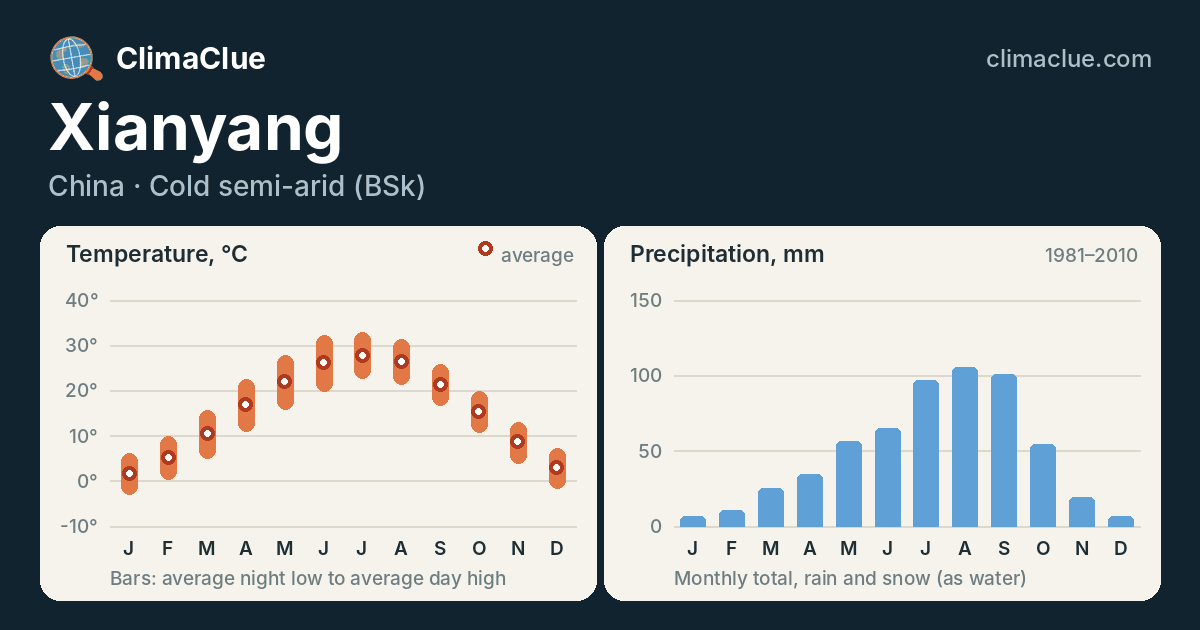 ClimaClue
climaclue.com
Xianyang
China · Cold semi-arid (BSk)
Temperature, °C
average
40°
30°
20°
10°
0°
-10°
J F M A M J J A S O N D
Bars: average night low to average day high
Precipitation, mm
1981–2010
150
100
50
0
J F M A M J J A S O N D
Monthly total, rain and snow (as water)